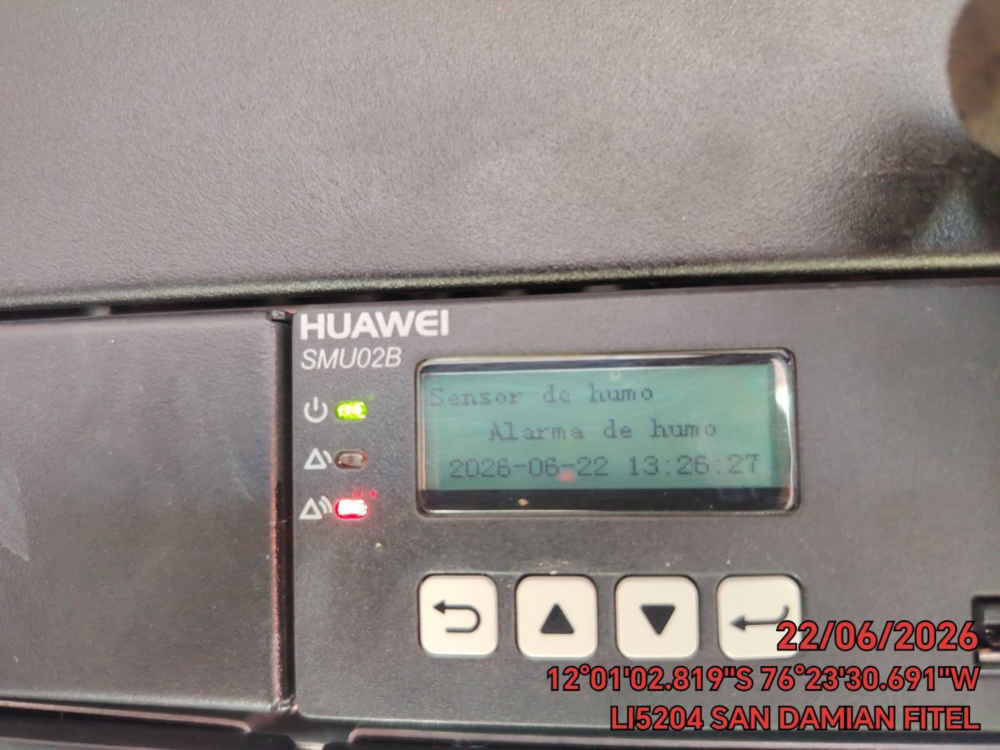 HUAWEI
SMU02B
Sensor de humo
Alarma de humo
2026-06-22 13:26:27
22/06/2026
12°01'02.819"S 76°23'30.691"W
LI5204 SAN DAMIAN FITEL